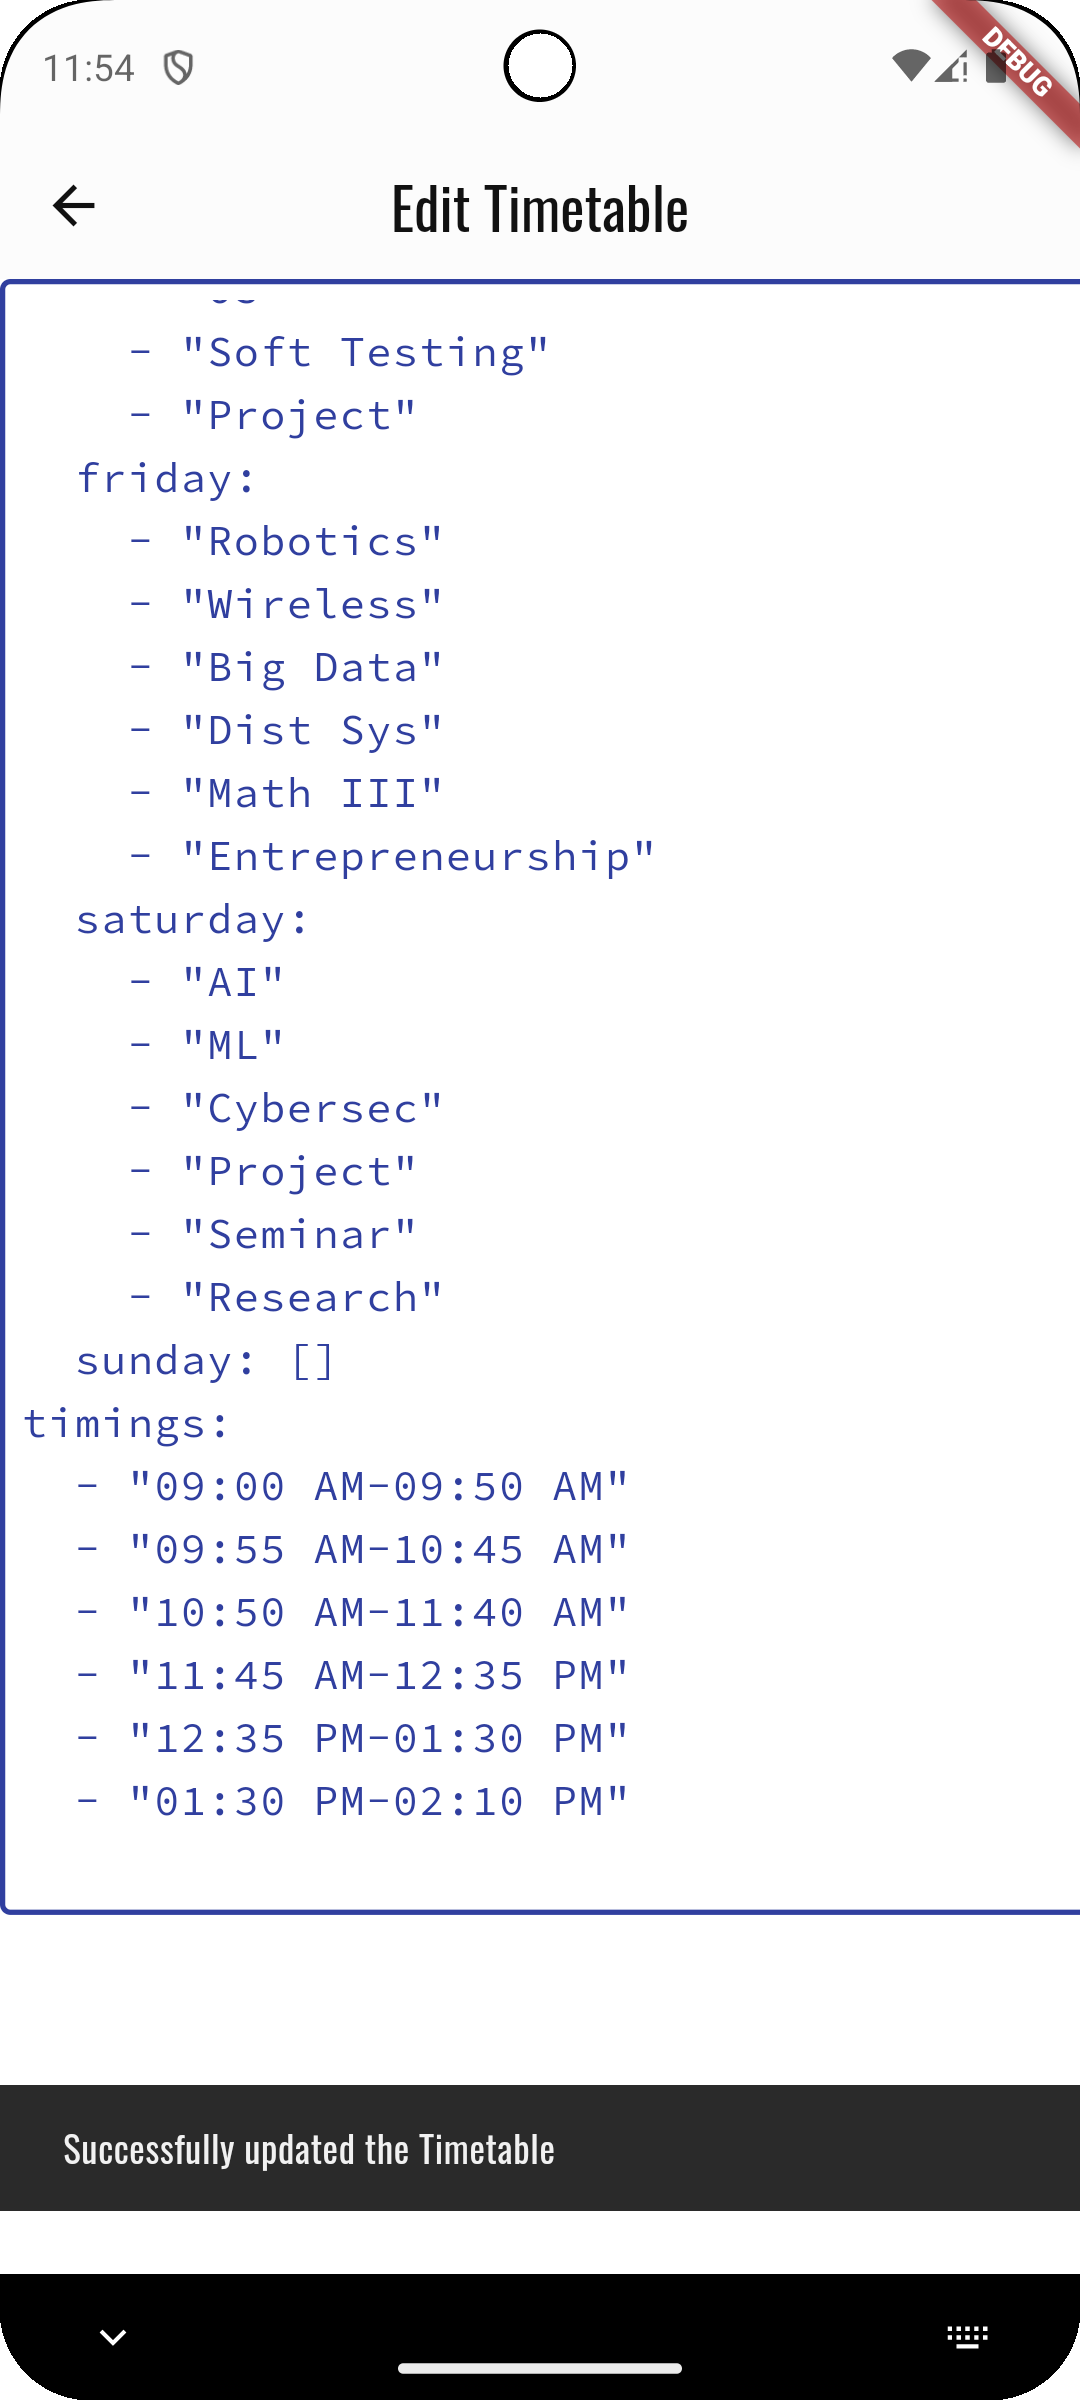 11:54
DEBUG
Edit Timetable
- "Soft Testing"
- "Project"
friday:
- "Robotics"
- "Wireless"
- "Big Data"
- "Dist Sys"
- "Math III"
- "Entrepreneurship"
saturday:
- "AI"
- "ML"
- "Cybersec"
- "Project"
- "Seminar"
- "Research"
sunday: []
timings:
- "09:00 AM-09:50 AM"
- "09:55 AM-10:45 AM"
- "10:50 AM-11:40 AM"
- "11:45 AM-12:35 PM"
- "12:35 PM-01:30 PM"
- "01:30 PM-02:10 PM"
Successfully updated the Timetable